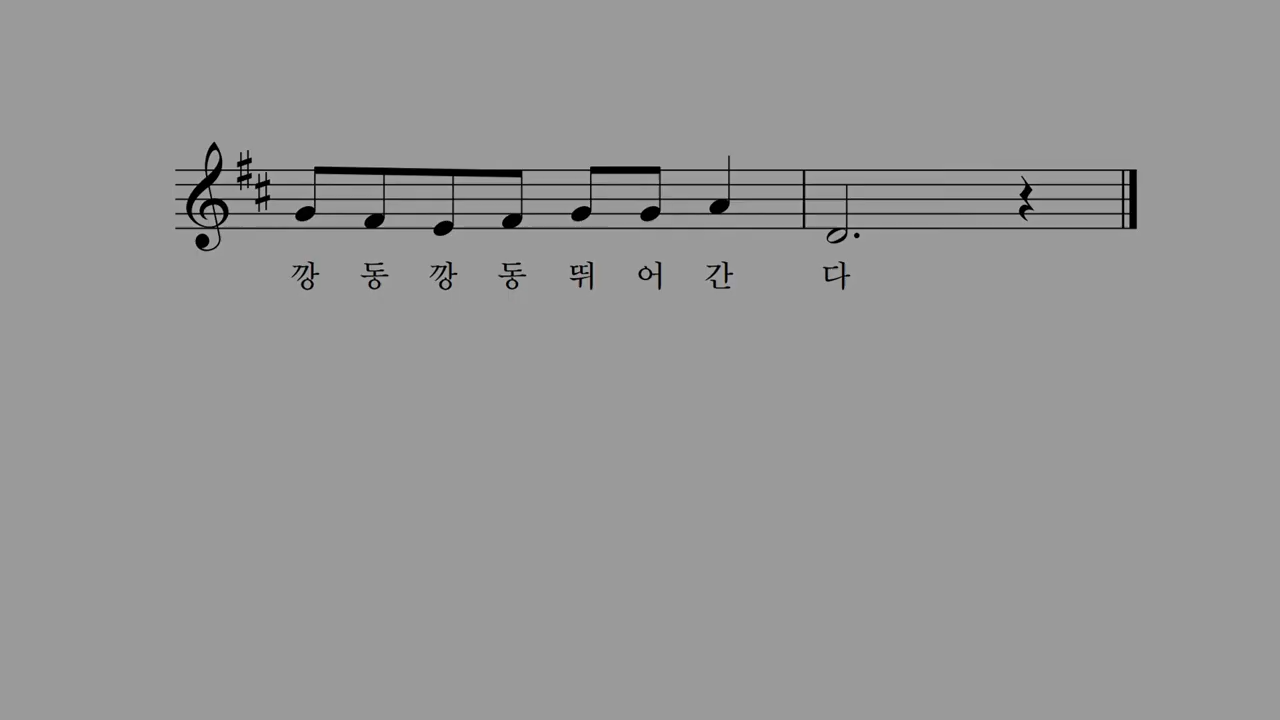 깡 동 깡 동 뛰 어 간 다